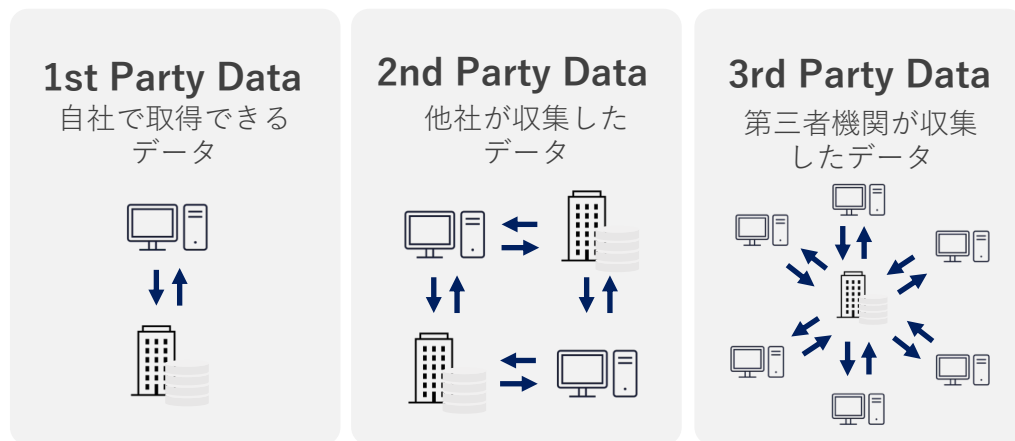 1st Party Data
自社で取得できる
データ
2nd Party Data
他社が収集した
データ
3rd Party Data
第三者機関が収集
したデータ